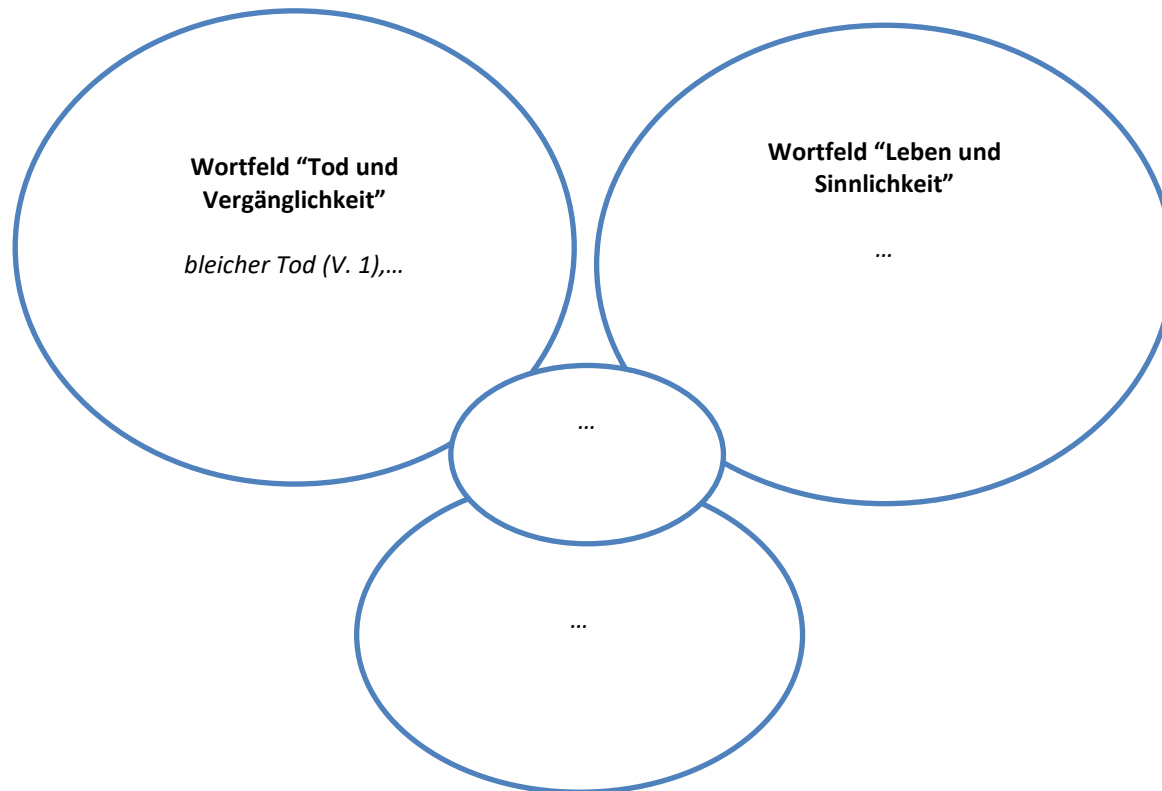 Wortfeld “Tod und
Vergänglichkeit”
bleicher Tod (V. 1),…
Wortfeld “Leben und
Sinnlichkeit”
…
…
…